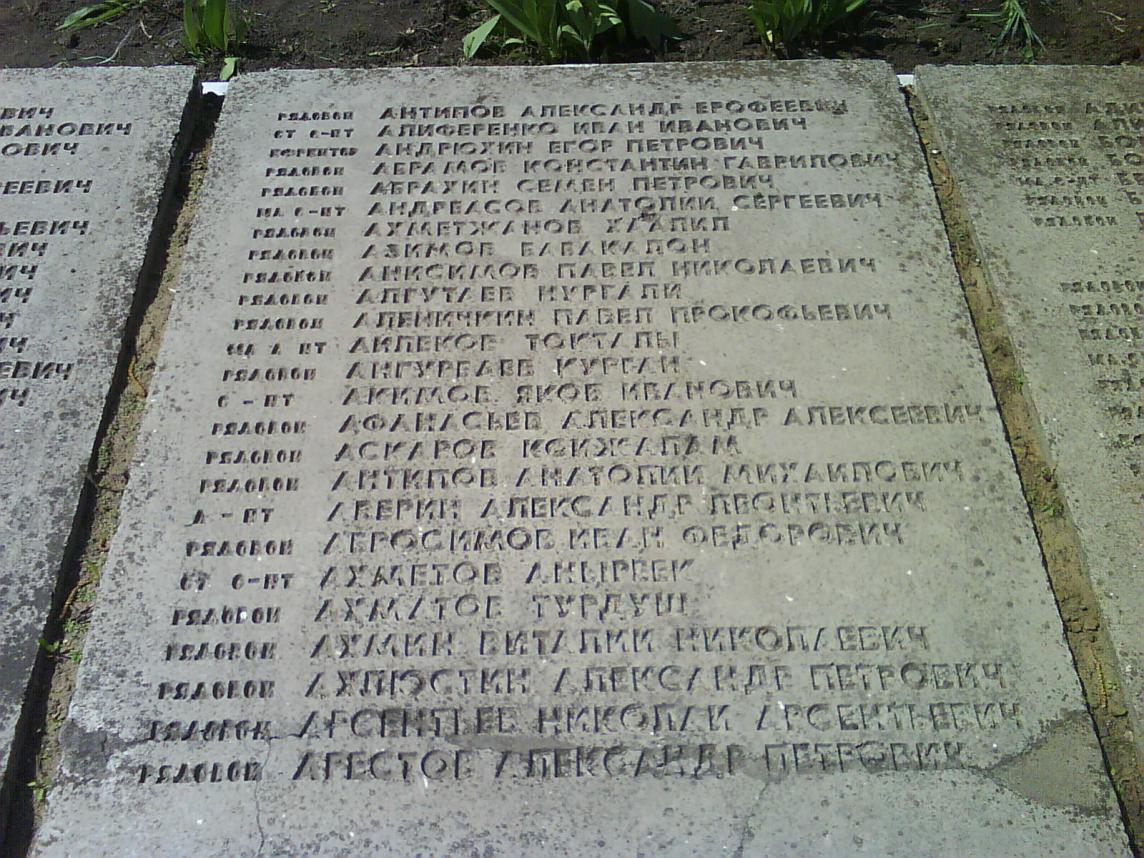 РЯДОВОЙ АНТИПОВ АЛЕКСАНДР ЕРОФЕЕВИЧ
СТ С-НТ АЛИФЕРЕНКО ИВАН ИВАНОВИЧ
ЕФРЕЙТОР АНДРЮХИН ЕГОР ПЕТРОВИЧ
РЯДОВОЙ АБРАМОВ КОНСТАНТИН ГАВРИЛОВИЧ
РЯДОВОЙ АБРАХИН СЕМЕН ПЕТРОВИЧ
МЛ С-НТ АНДРЕАСОВ АНАТОЛИЙ СЕРГЕЕВИЧ
РЯДОВОЙ АХМЕТЖАНОВ ХАЛИЛ
РЯДОВОЙ АЗИМОВ БАБАКАЛОН
РЯДОВОЙ АНИСИМОВ ПАВЕЛ НИКОЛАЕВИЧ
РЯДОВОЙ АЛГУТАЕВ НУРГАЛИ
РЯДОВОЙ АЛЕНИЧКИН ПАВЕЛ ПРОКОФЬЕВИЧ
МЛ Л НТ АЙЛЕКОВ ТОКТАЛЫ
РЯДОВОЙ АНГУРБАЕВ КУРГАН
С-НТ АКИМОВ ЯКОВ ИВАНОВИЧ
РЯДОВОЙ АФАНАСЬЕВ АЛЕКСАНДР АЛЕКСЕЕВИЧ
РЯДОВОЙ АСКАРОВ
РЯДОВОЙ АНТИПОВ АНАТОЛИЙ МИХАЙЛОВИЧ
Л-НТ АВЕРИН АЛЕКСАНДР ЛЕОНТЬЕВИЧ
РЯДОВОЙ АБРОСИМОВ ИВАН ФЕДОРОВИЧ
СТ С-НТ АХМЕТОВ
РЯДОВОЙ АХМАТОВ ТУРДУШ
РЯДОВОЙ АХМИН ВИТАЛИЙ НИКОЛАЕВИЧ
РЯДОВОЙ АХЛЮСТИН АЛЕКСАНДР ПЕТРОВИЧ
РЯДОВОЙ АРСЕНТЬЕВ НИКОЛАЙ АРСЕНТЬЕВИЧ
РЯДОВОЙ АГЕСТОВ АЛЕКСАНДР ПЕТРОВИЧ